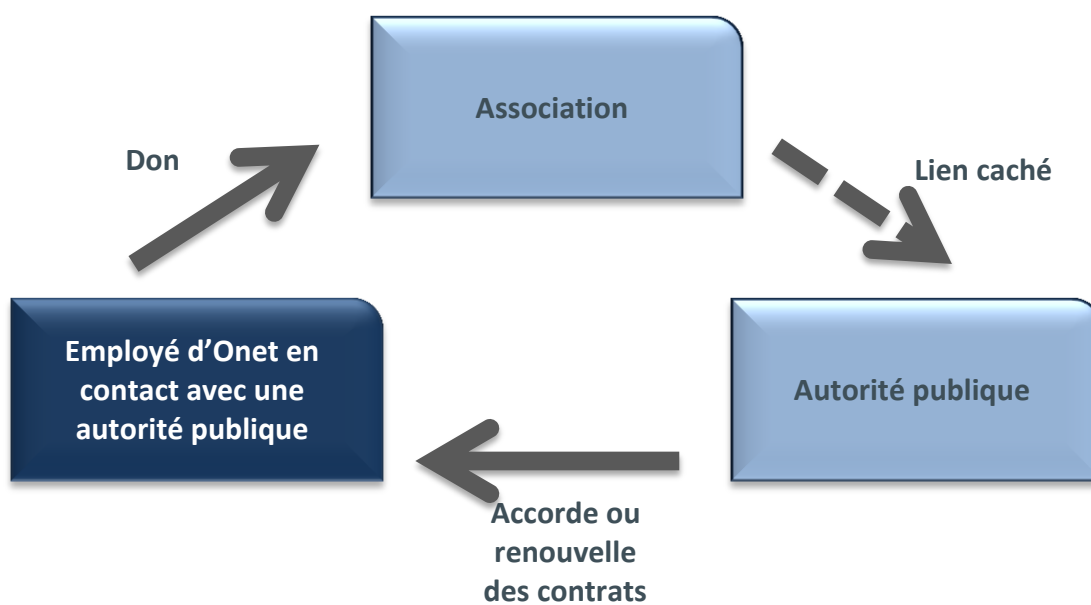 Association
Don
Lien caché
Employé d'Onet en
contact avec une
autorité publique
Autorité publique
Accorde ou
renouvelle
des contrats